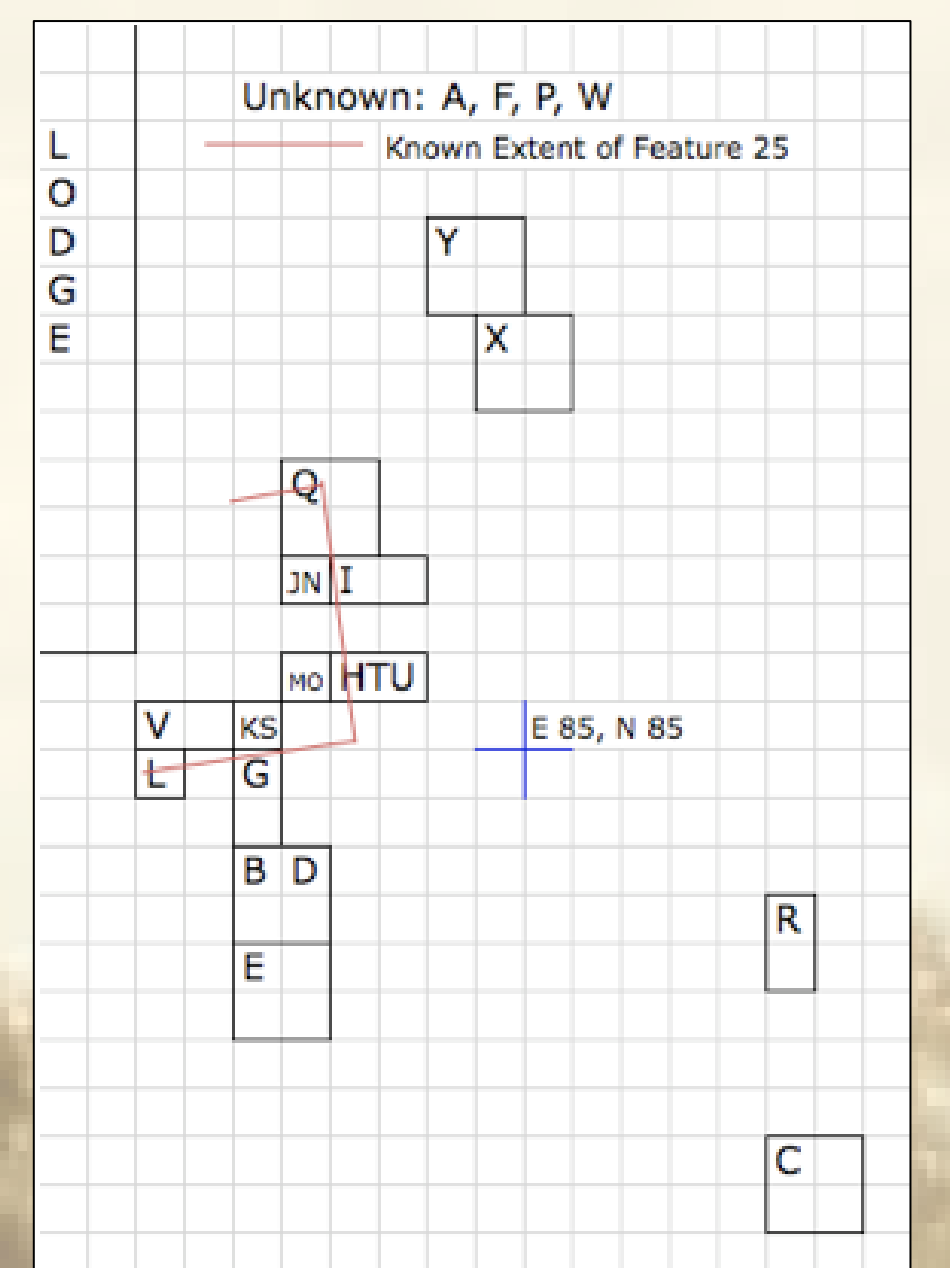 Unknown: A, F, P, W
L
Known Extent of Feature 25
O
D
Y
G
E
X
Q
JN I
MO HTU
V KS
E 85, N 85
L G
B D
R
E
C